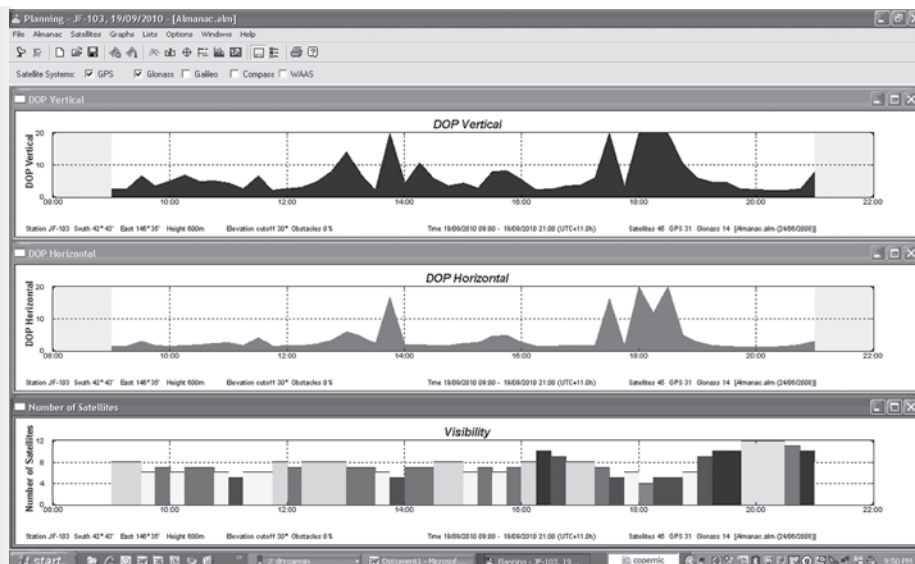 Planning - JF-103, 19/09/2010 - [Almanac.alm]
File Almanac Satellites Graphs Lists Options Windows Help
Satellite Systems: GPS Glonass Galileo Compass WAAS
DOP Vertical
DOP Vertical
DOP Vertical
20
10
0
08:00 10:00 12:00 14:00 16:00 18:00 20:00 22:00
Station JF-103 South 42° 43' East 146° 35' Height 600m Elevation cutoff 30° Obstacles 0% Time 19/09/2010 09:00 - 19/09/2010 21:00 (UTC+11.0h) Satellites 45 GPS 31 Glonass 14 [Almanac.alm (24/06/2008)]
DOP Horizontal
DOP Horizontal
DOP Horizontal
20
10
0
08:00 10:00 12:00 14:00 16:00 18:00 20:00 22:00
Station JF-103 South 42° 43' East 146° 35' Height 600m Elevation cutoff 30° Obstacles 0% Time 19/09/2010 09:00 - 19/09/2010 21:00 (UTC+11.0h) Satellites 45 GPS 31 Glonass 14 [Almanac.alm (24/06/2008)]
Number of Satellites
Visibility
Number of Satellites
12
8
4
0
08:00 10:00 12:00 14:00 16:00 18:00 20:00 22:00
Station JF-103 South 42° 43' East 146° 35' Height 600m Elevation cutoff 30° Obstacles 0% Time 19/09/2010 09:00 - 19/09/2010 21:00 (UTC+11.0h) Satellites 45 GPS 31 Glonass 14 [Almanac.alm (24/06/2008)]
start Document1 - Microsof... Planning - JF-103, 19... copernic 9:50 PM